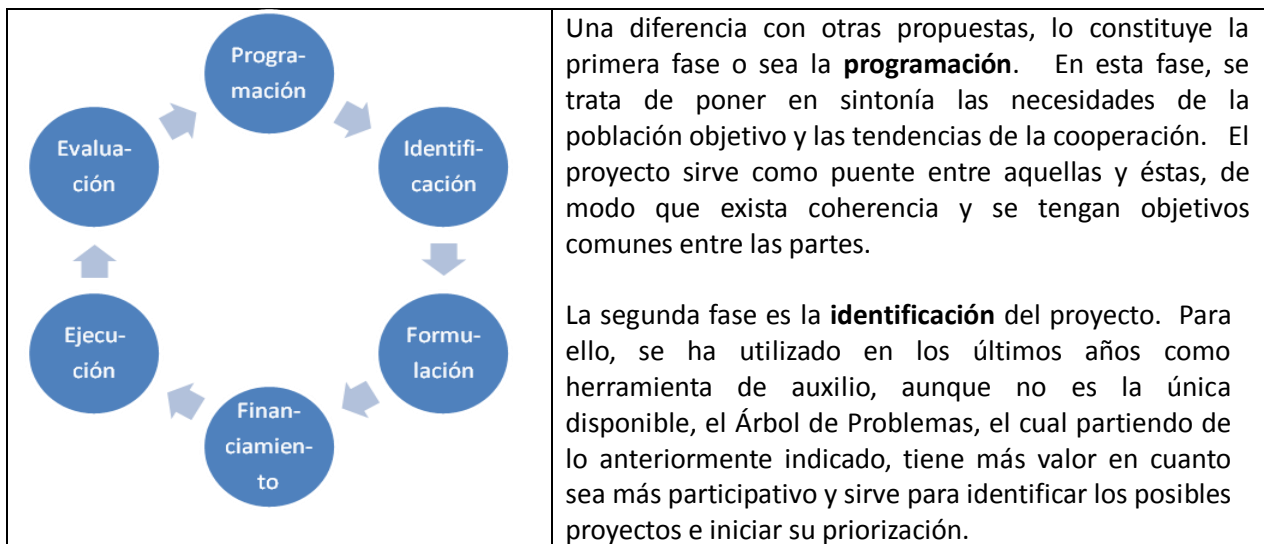 Progra-
mación
Identifi-
cación
Formu-
lación
Finan-
ciamien-
to
Ejecu-
ción
Evalua-
ción
Una diferencia con otras propuestas, lo constituye la
primera fase o sea la programación. En esta fase, se
trata de poner en sintonía las necesidades de la
población objetivo y las tendencias de la cooperación. El
proyecto sirve como puente entre aquellas y éstas, de
modo que exista coherencia y se tengan objetivos
comunes entre las partes.
La segunda fase es la identificación del proyecto. Para
ello, se ha utilizado en los últimos años como
herramienta de auxilio, aunque no es la única
disponible, el Árbol de Problemas, el cual partiendo de
lo anteriormente indicado, tiene más valor en cuanto
sea más participativo y sirve para identificar los posibles
proyectos e iniciar su priorización.